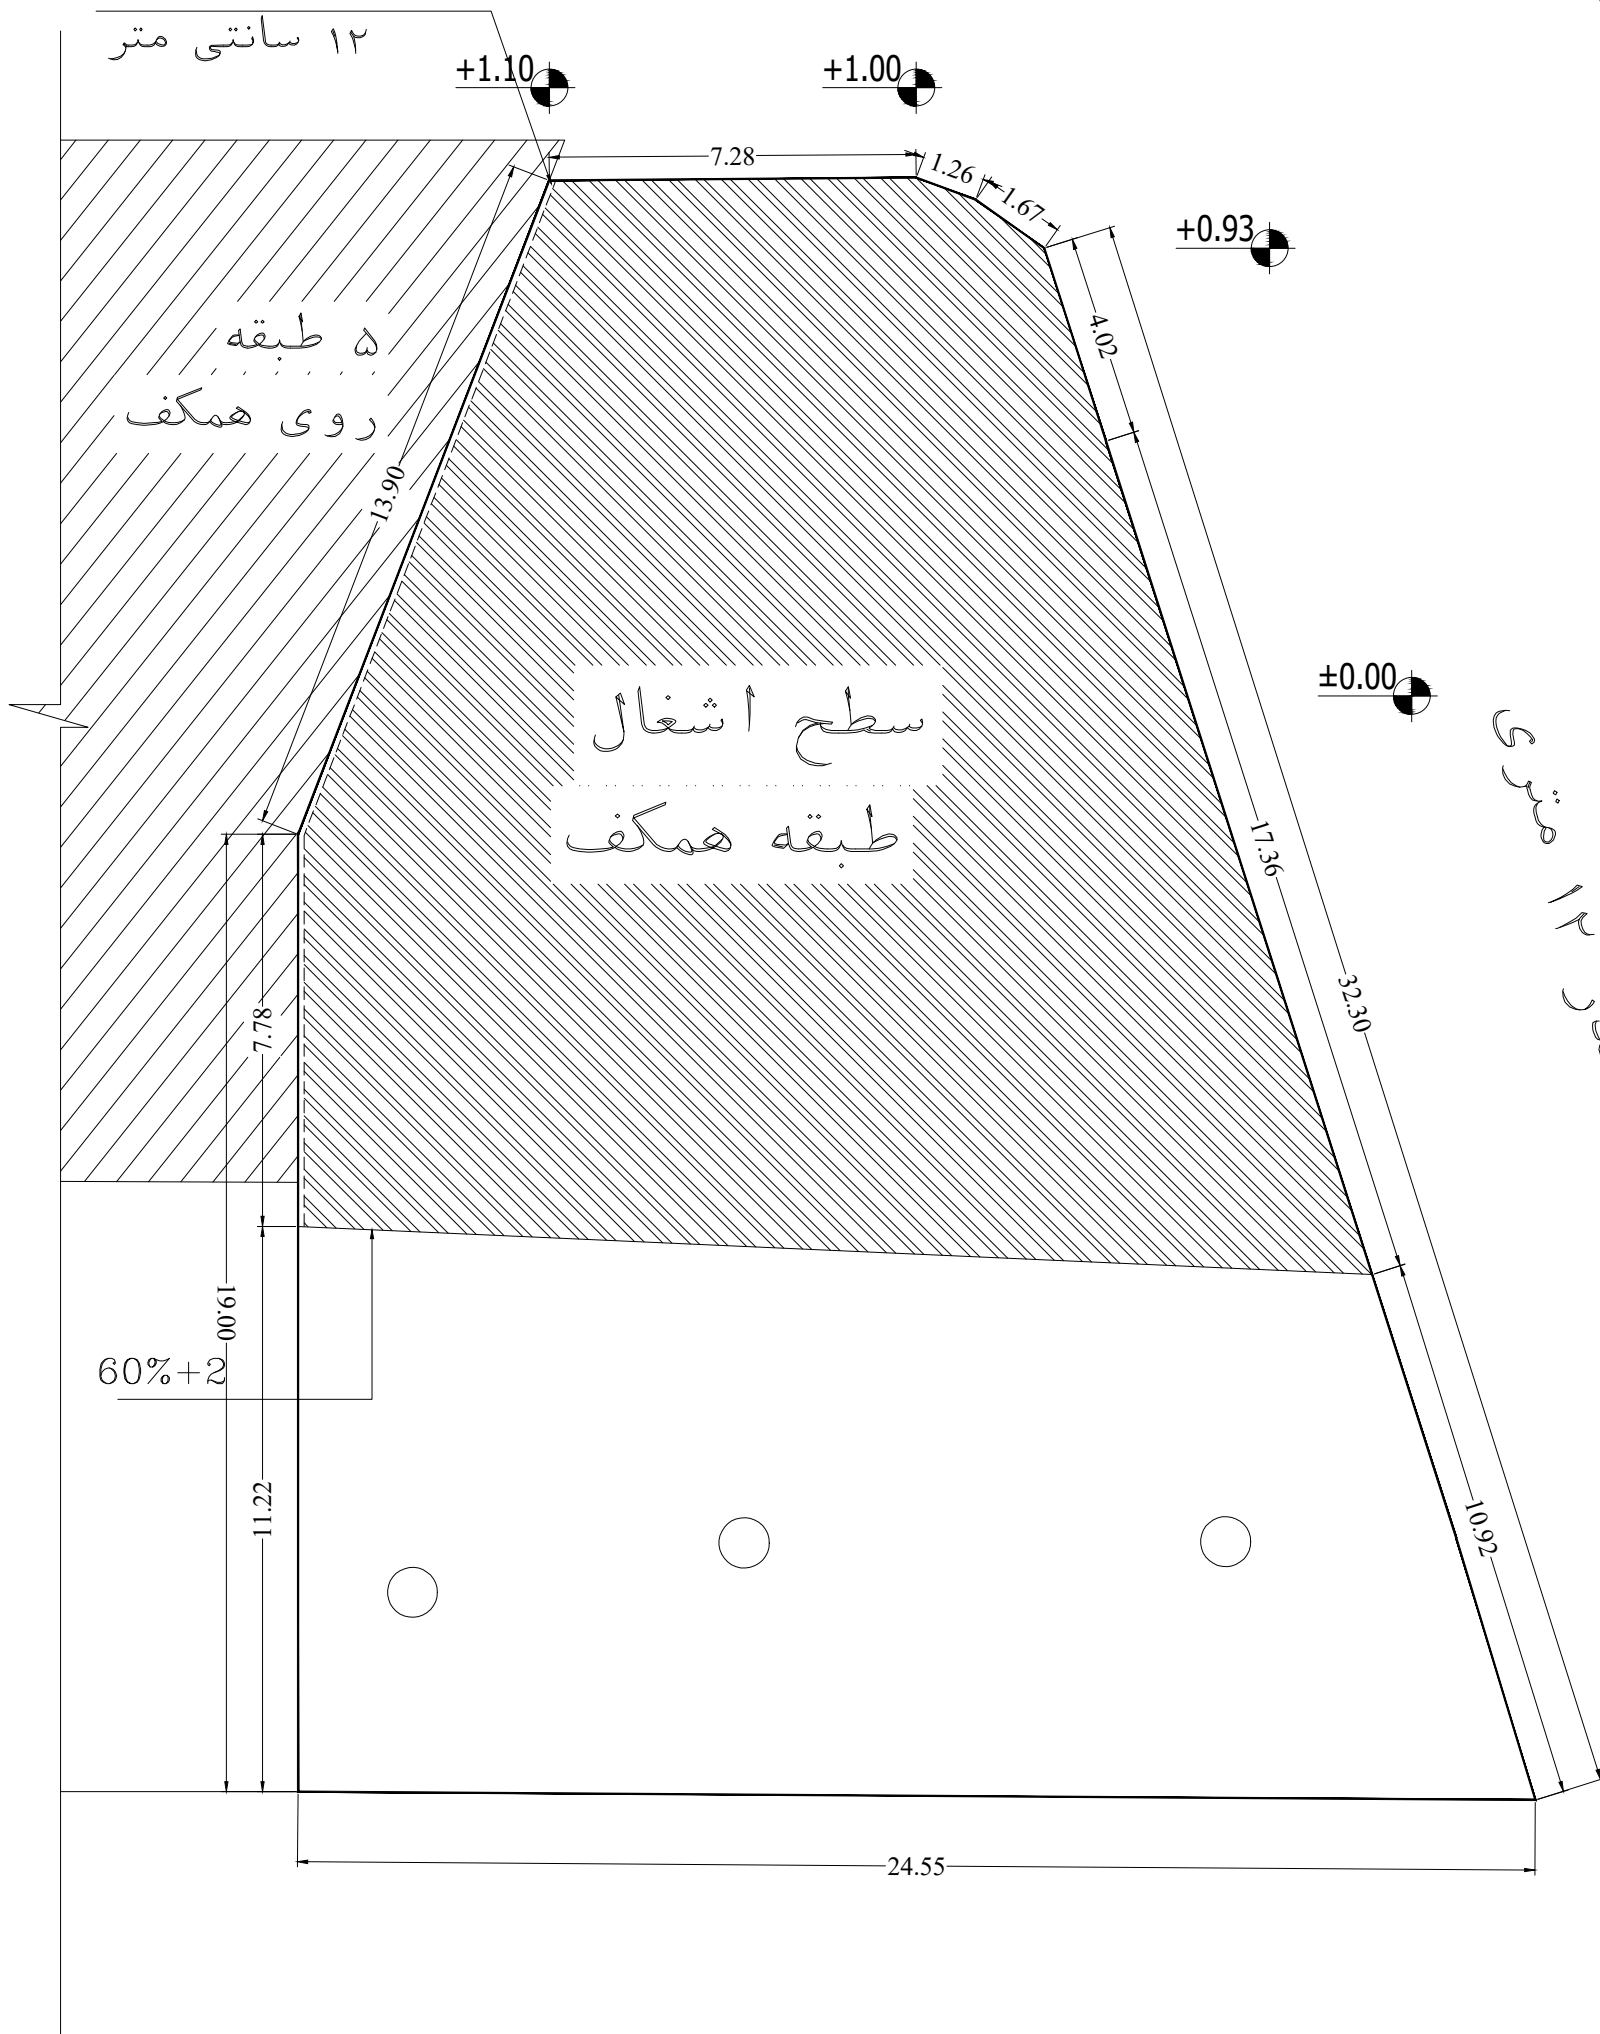 ۱۲ سانتی متر
+1.10
+1.00
7.28
1.26
1.67
+0.93
4.02
۵ طبقه
روی همکف
13.90
±0.00
سطح اشغال
طبقه همکف
۱۲ متری
17.36
32.30
7.78
19.00
60%+2
11.22
10.92
24.55